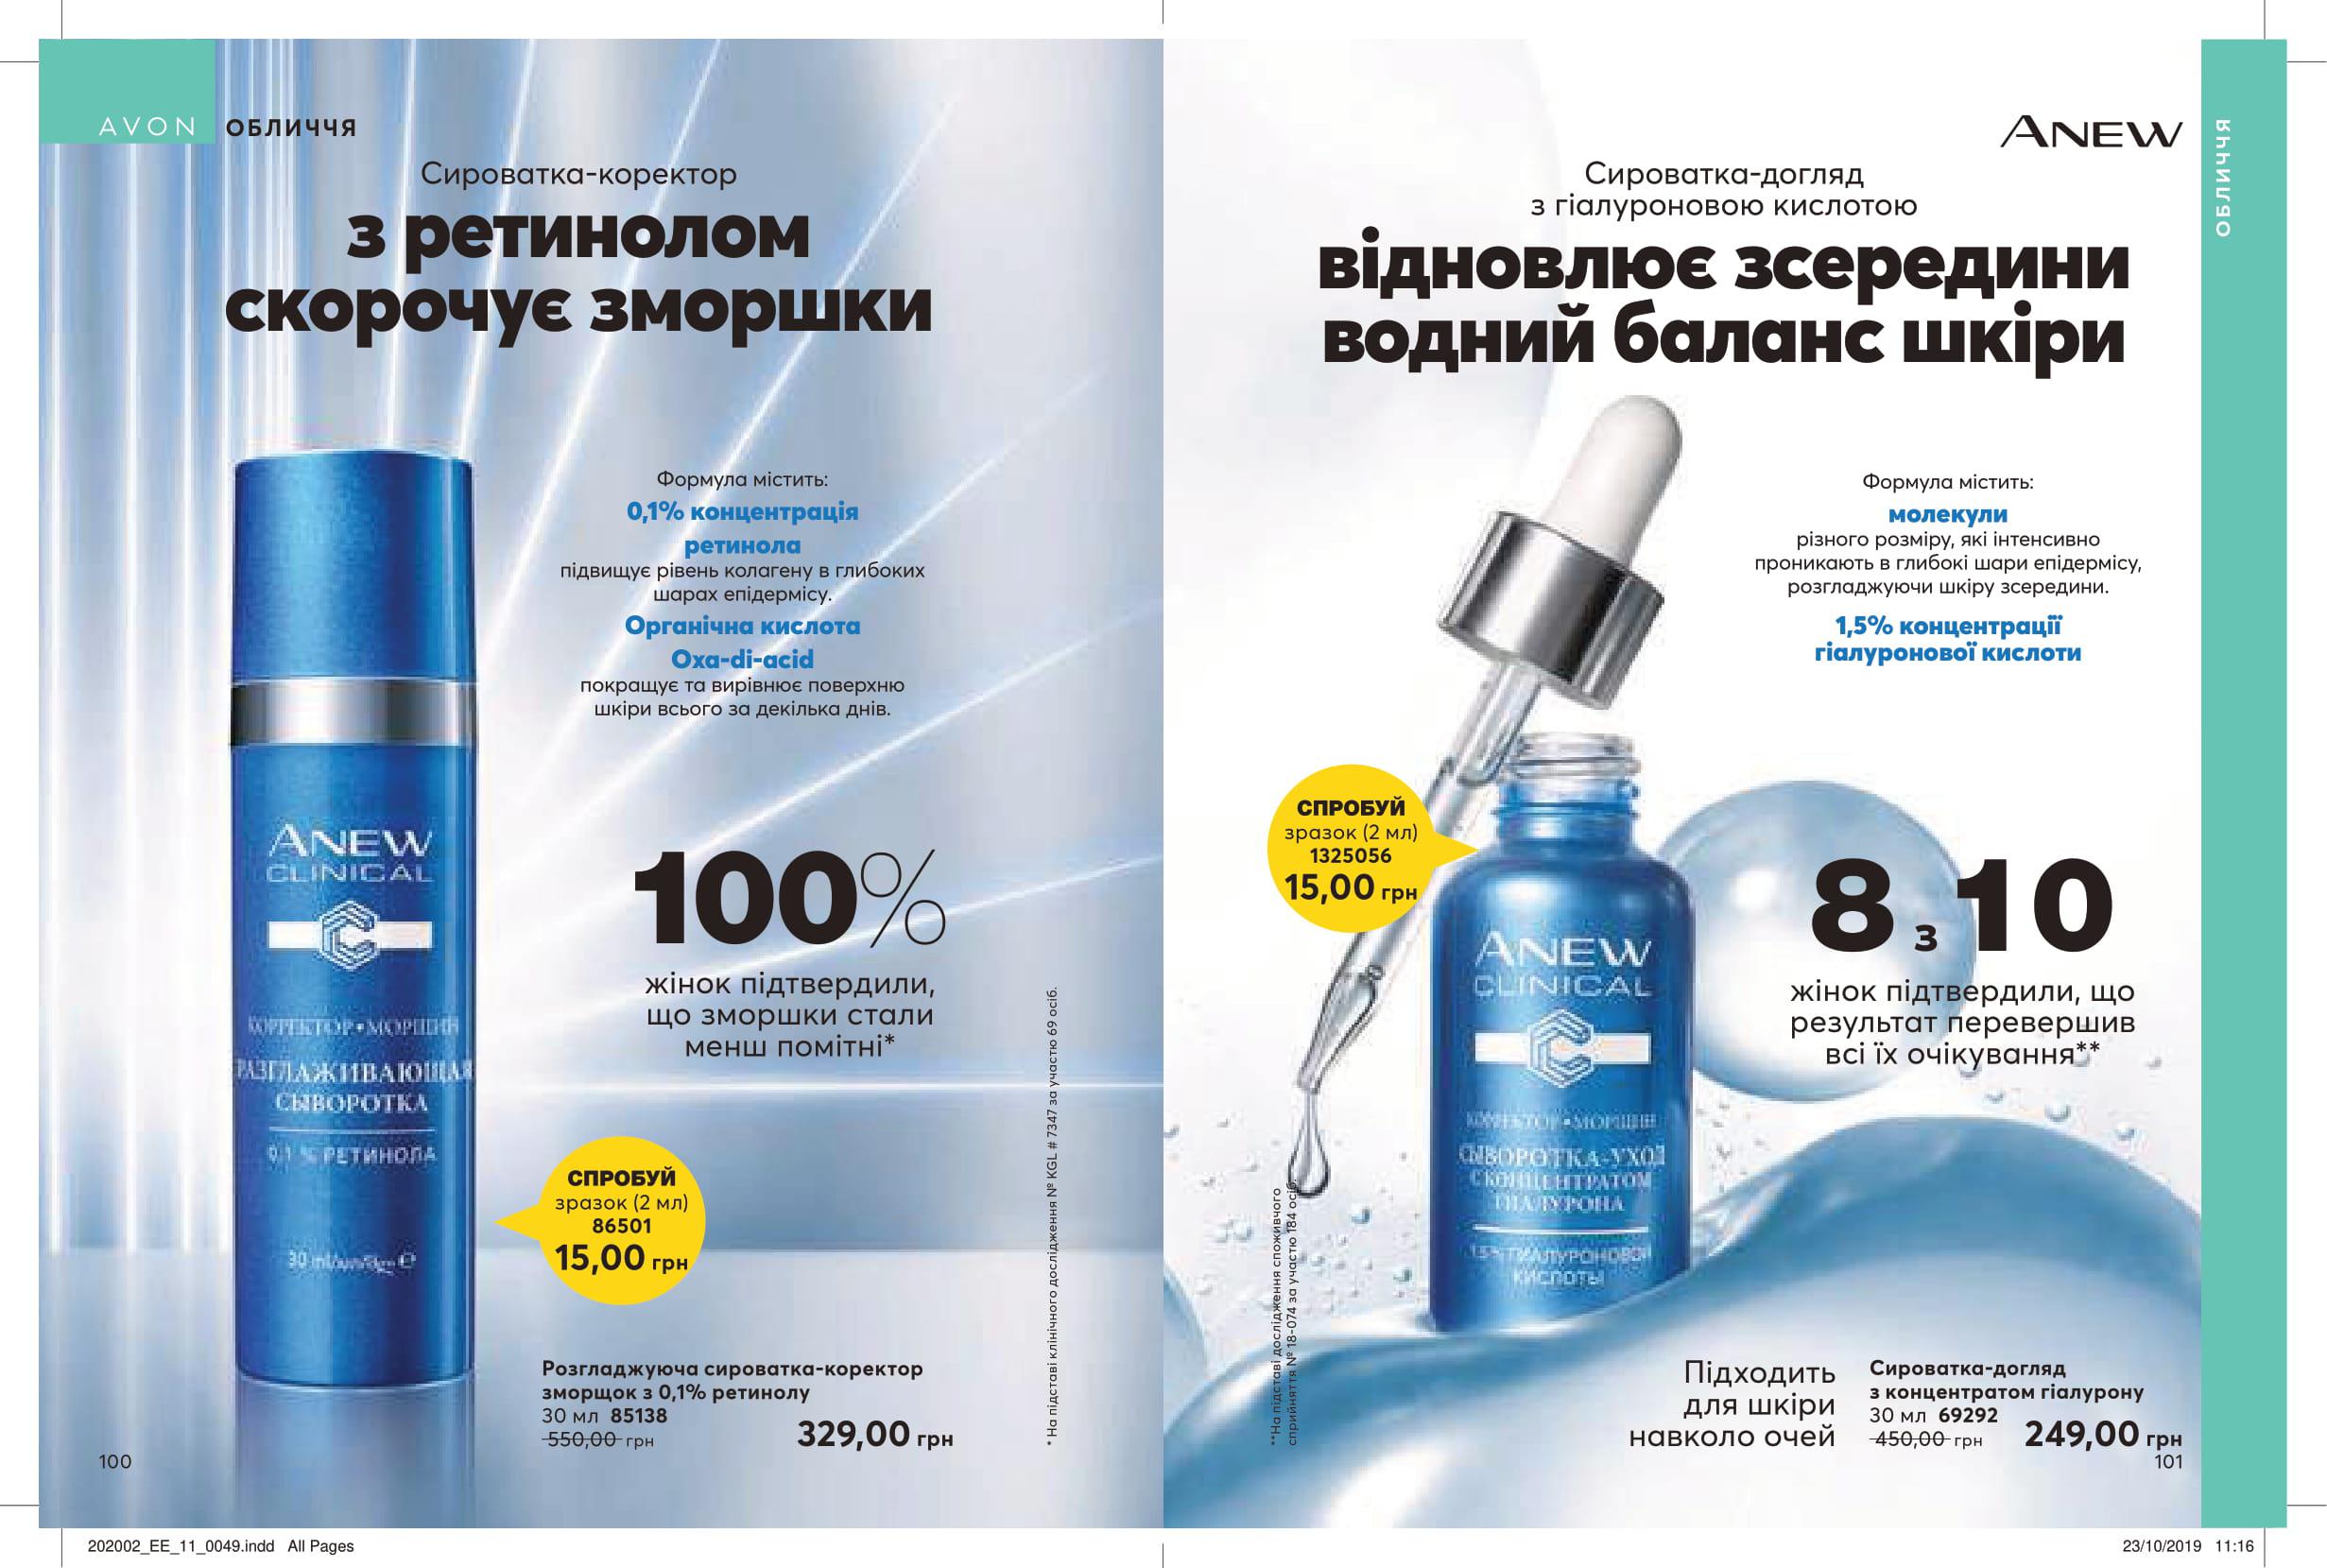 AVON ОБЛИЧЧЯ
Сироватка-коректор
з ретинолом
скорочує зморшки
Формула містить:
0,1% концентрація
ретинола
підвищує рівень колагену в глибоких
шарах епідермісу.
Органічна кислота
Oxa-di-acid
покращує та вирівнює поверхню
шкіри всього за декілька днів.
100%
жінок підтвердили,
що зморшки стали
менш помітні*
ANEW
CLINICAL
КОРРЕКТОР•МОРЩИН
РАЗГЛАЖИВАЮЩАЯ
СЫВОРОТКА
0,1 % РЕТИНОЛА
30 ml
СПРОБУЙ
зразок (2 мл)
86501
15,00 грн
Розгладжуюча сироватка-коректор
зморщок з 0,1% ретинолу
30 мл 85138
550,00 грн 329,00 грн
* На підставі клінічного дослідження № KGL # 7347 за участю 69 осіб.
100
ANEW
ОБЛИЧЧЯ
Сироватка-догляд
з гіалуроновою кислотою
відновлює зсередини
водний баланс шкіри
Формула містить:
молекули
різного розміру, які інтенсивно
проникають в глибокі шари епідермісу,
розгладжуючи шкіру зсередини.
1,5% концентрації
гіалуронової кислоти
СПРОБУЙ
зразок (2 мл)
1325056
15,00 грн
8 з 10
жінок підтвердили, що
результат перевершив
всі їх очікування**
ANEW
CLINICAL
КОРРЕКТОР•МОРЩИН
СЫВОРОТКА-УХОД
С КОНЦЕНТРАТОМ
ГИАЛУРОНА
1,5% ГИАЛУРОНОВОЙ
КИСЛОТЫ
**На підставі дослідження споживчого
сприйняття № 18-074 за участю 184 осіб.
Підходить
для шкіри
навколо очей
Сироватка-догляд
з концентратом гіалурону
30 мл 69292
450,00 грн 249,00 грн
101
202002_EE_11_0049.indd All Pages
23/10/2019 11:16